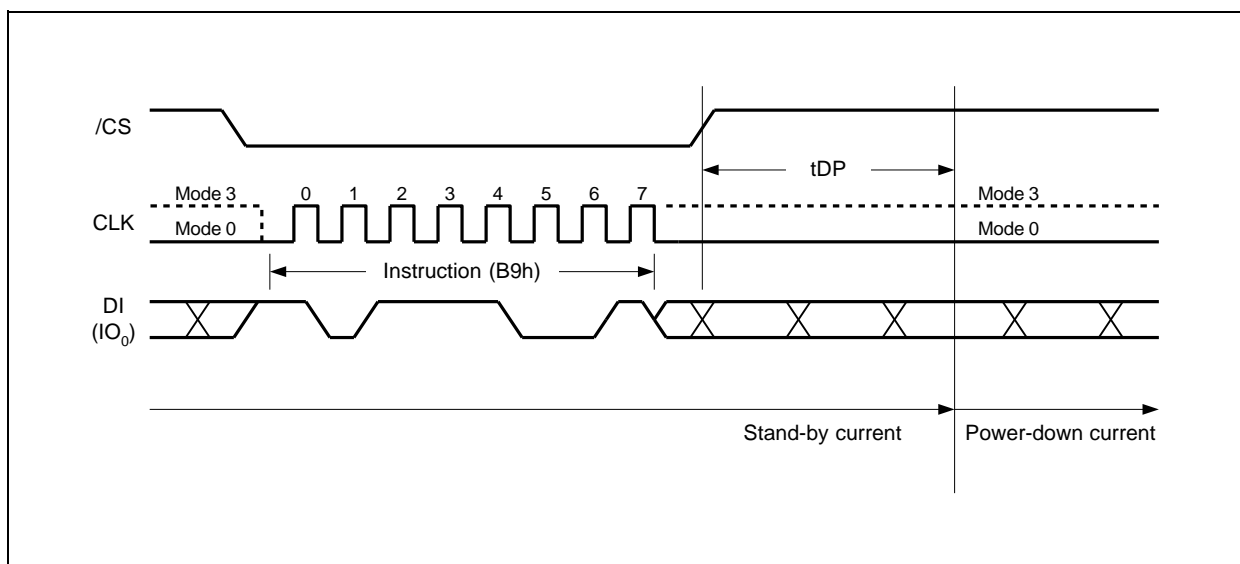 /CS
tDP
Mode 3
0 1 2 3 4 5 6 7
Mode 3
CLK
Mode 0
Mode 0
Instruction (B9h)
DI
(IO0)
Stand-by current
Power-down current